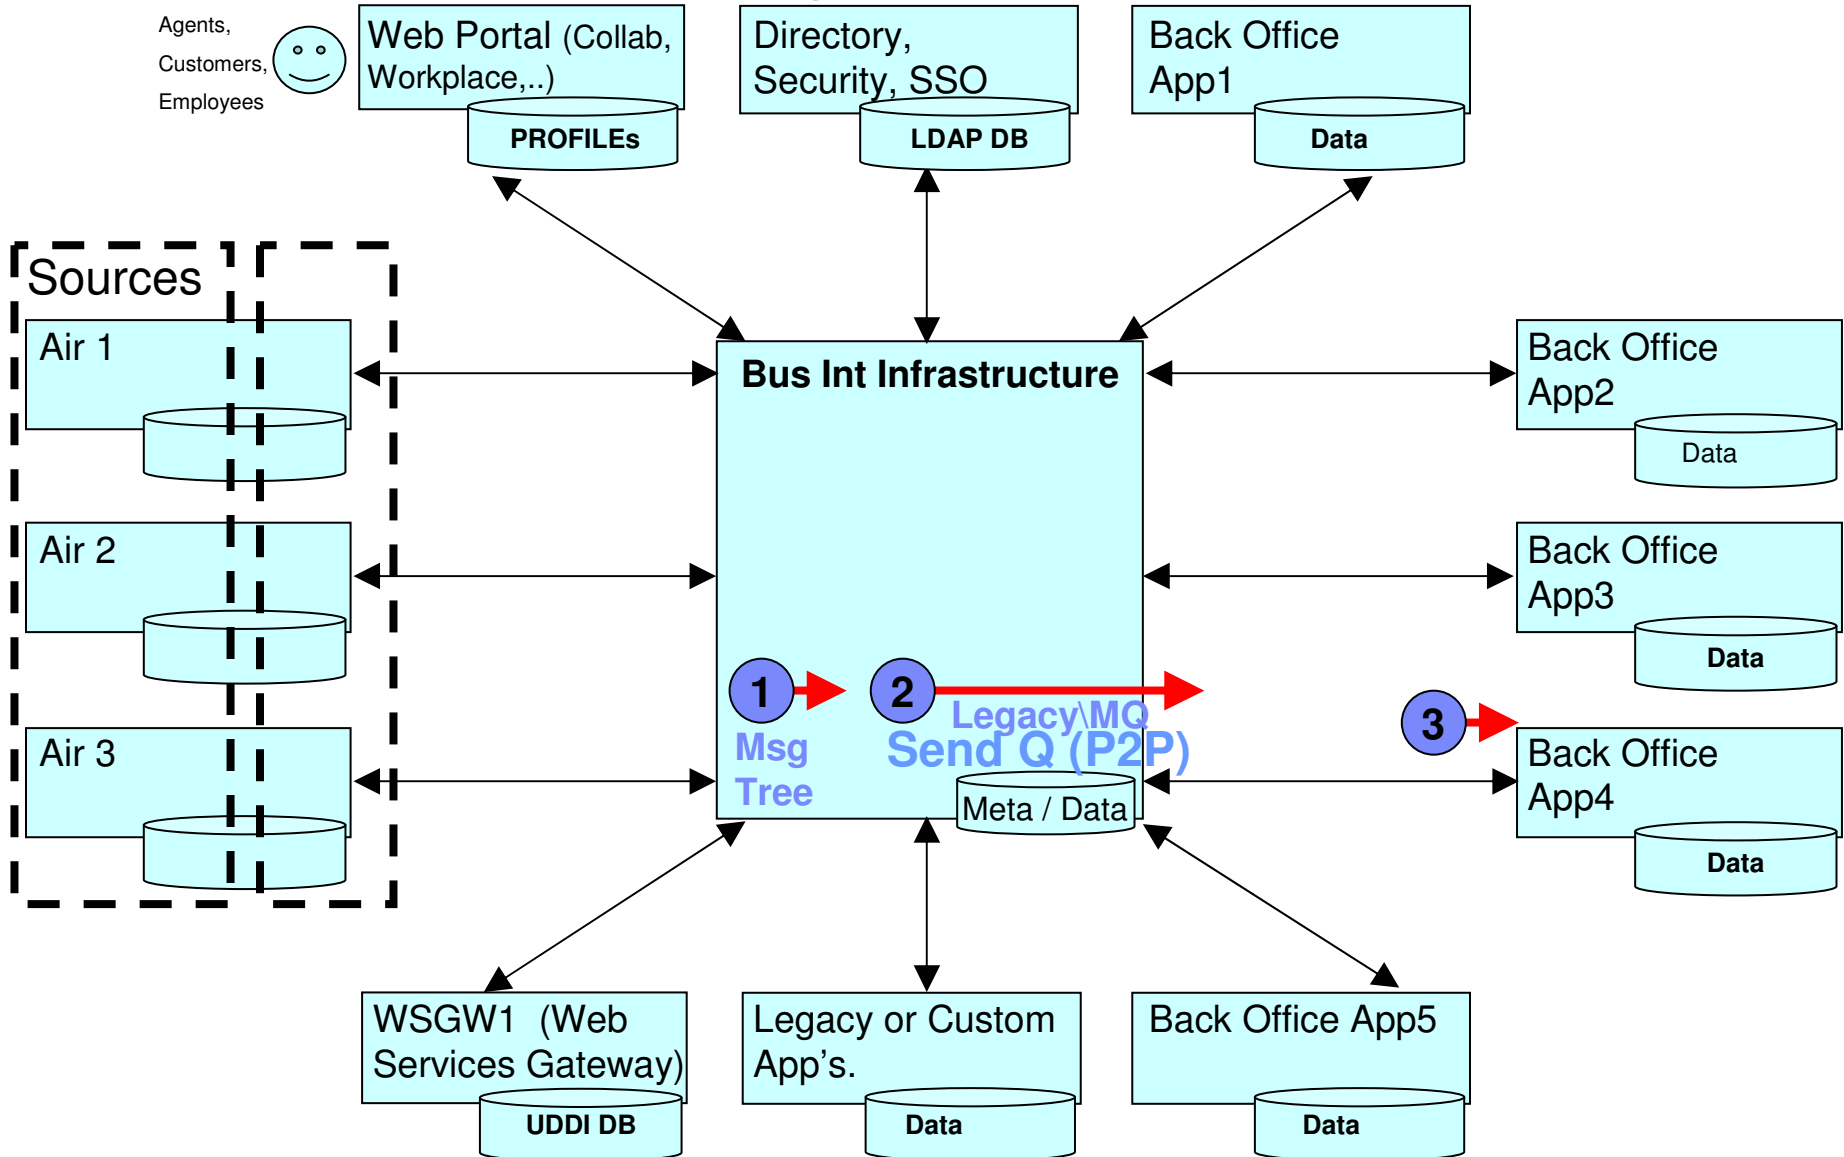 Agents,
Customers,
Employees
Web Portal (Collab,
Workplace,..)
PROFILEs
Directory,
Security, SSO
LDAP DB
Back Office
App1
Data
Sources
Air 1
Air 2
Air 3
Bus Int Infrastructure
1
2
Legacy\MQ
Send Q (P2P)
Msg
Tree
Meta / Data
Back Office
App2
Data
Back Office
App3
Data
3
Back Office
App4
Data
WSGW1 (Web
Services Gateway)
UDDI DB
Legacy or Custom
App's.
Data
Back Office App5
Data